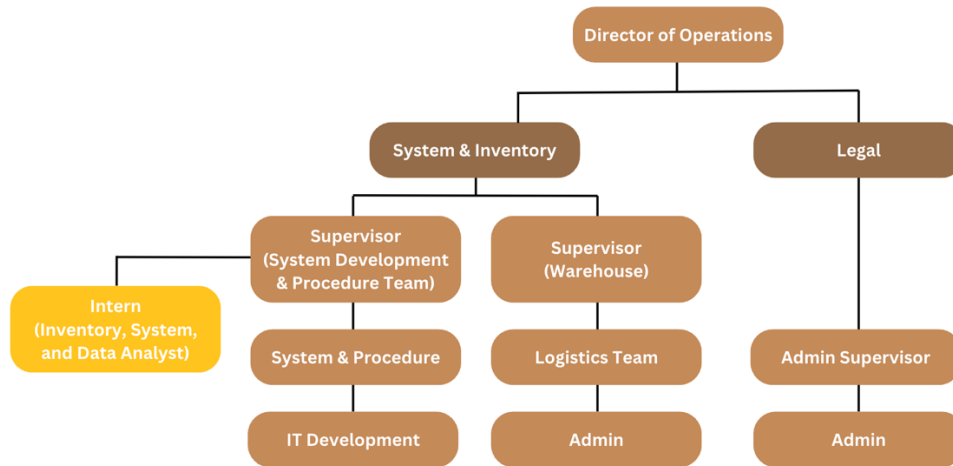 Director of Operations
System & Inventory
Legal
Supervisor
(System Development
& Procedure Team)
Supervisor
(Warehouse)
Intern
(Inventory, System,
and Data Analyst)
System & Procedure
Logistics Team
Admin Supervisor
IT Development
Admin
Admin